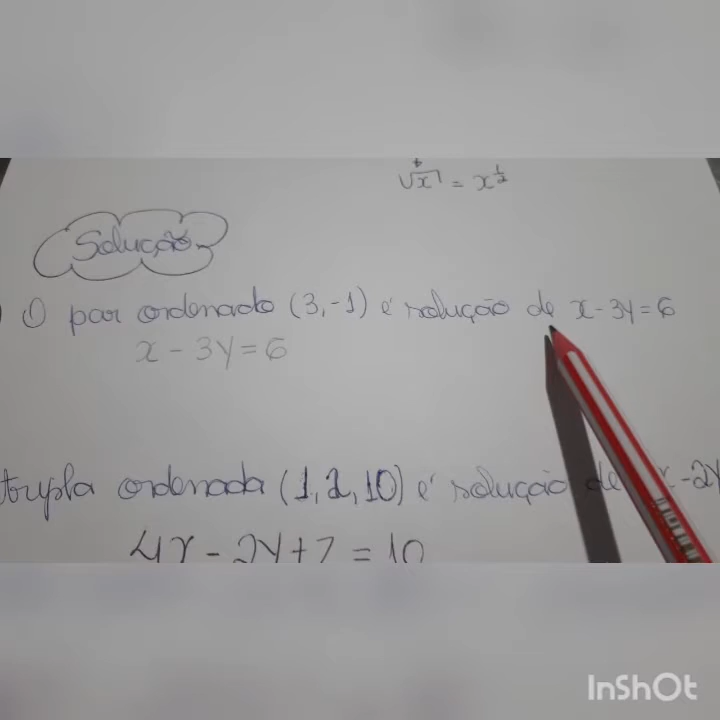 √x = x^½
Solução
① par ordenado (3,-1) é solução de x - 3y = 6
x - 3y = 6
tripla ordenada (1, 2, 10) é solução de x - 2y
4x - 2y + z = 10
InShOt